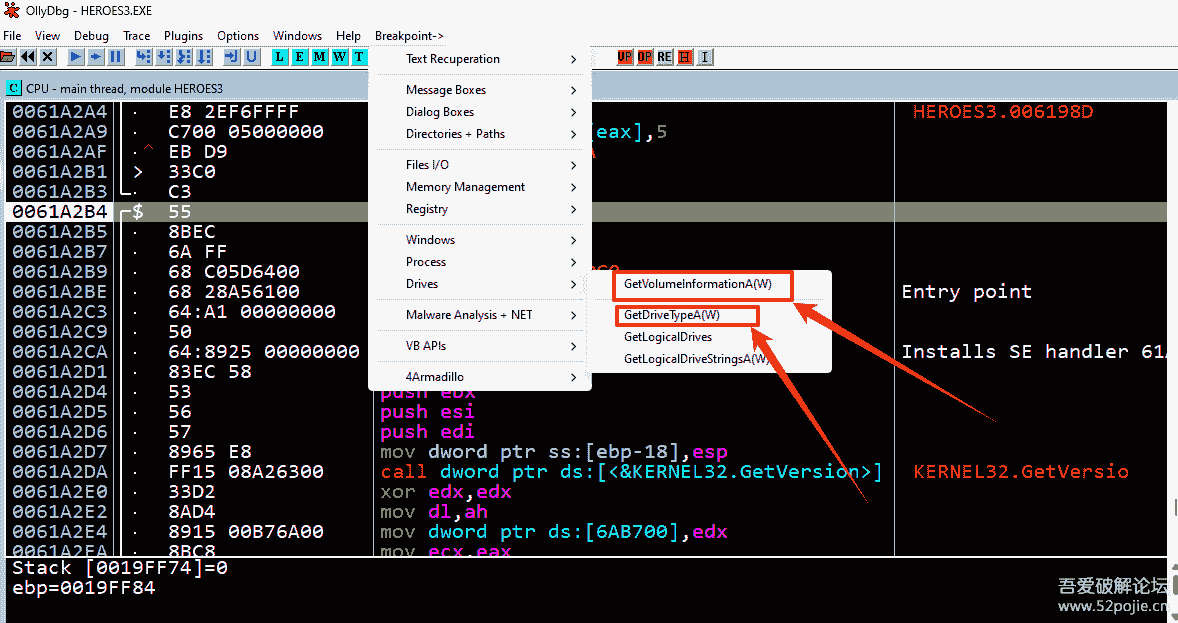 OllyDbg - HEROES3.EXE
File View Debug Trace Plugins Options Windows Help Breakpoint->
L E M W T
UP OP RE H I
C CPU - main thread, module HEROES3
Text Recuperation
Message Boxes
Dialog Boxes
Directories + Paths
Files I/O
Memory Management
Registry
Windows
Process
Drives
Malware Analysis + NET
VB APIs
4Armadillo
GetVolumeInformationA(W)
GetDriveTypeA(W)
GetLogicalDrives
GetLogicalDriveStringsA(W)
0061A2A4 · E8 2EF6FFFF HEROES3.006198D
0061A2A9 · C700 05000000 [eax],5
0061A2AF · ^ EB D9
0061A2B1 > 33C0
0061A2B3 · C3
0061A2B4 $ 55
0061A2B5 · 8BEC
0061A2B7 · 6A FF
0061A2B9 · 68 C05D6400
0061A2BE · 68 28A56100 Entry point
0061A2C3 · 64:A1 00000000
0061A2C9 · 50
0061A2CA · 64:8925 00000000 Installs SE handler 61A
0061A2D1 · 83EC 58
0061A2D4 · 53 push ebx
0061A2D5 · 56 push esi
0061A2D6 · 57 push edi
0061A2D7 · 8965 E8 mov dword ptr ss:[ebp-18],esp
0061A2DA · FF15 08A26300 call dword ptr ds:[<&KERNEL32.GetVersion>] KERNEL32.GetVersio
0061A2E0 · 33D2 xor edx,edx
0061A2E2 · 8AD4 mov dl,ah
0061A2E4 · 8915 00B76A00 mov dword ptr ds:[6AB700],edx
0061A2EA · 8BC8 mov ecx,eax
Stack [0019FF74]=0
ebp=0019FF84
吾爱破解论坛
www.52pojie.cn